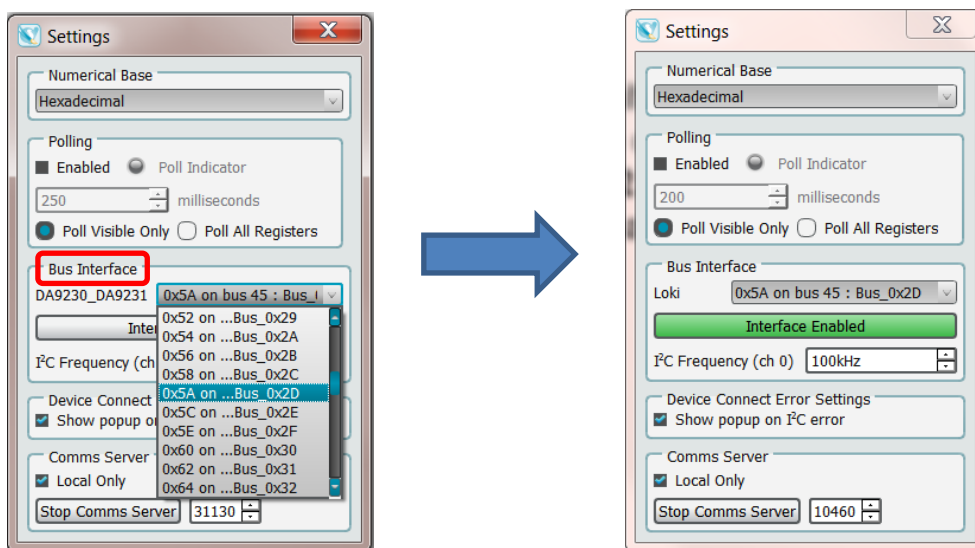 Settings
X
Numerical Base
Hexadecimal
Polling
Enabled Poll Indicator
250 milliseconds
Poll Visible Only Poll All Registers
Bus Interface
DA9230_DA9231 0x5A on bus 45 : Bus_(
Inter
I²C Frequency (ch
0x52 on ...Bus_0x29
0x54 on ...Bus_0x2A
0x56 on ...Bus_0x2B
0x58 on ...Bus_0x2C
0x5A on ...Bus_0x2D
0x5C on ...Bus_0x2E
0x5E on ...Bus_0x2F
0x60 on ...Bus_0x30
0x62 on ...Bus_0x31
0x64 on ...Bus_0x32
Device Connect
Show popup o
Comms Server
Local Only
Stop Comms Server 31130
Settings
X
Numerical Base
Hexadecimal
Polling
Enabled Poll Indicator
200 milliseconds
Poll Visible Only Poll All Registers
Bus Interface
Loki 0x5A on bus 45 : Bus_0x2D
Interface Enabled
I²C Frequency (ch 0) 100kHz
Device Connect Error Settings
Show popup on I²C error
Comms Server
Local Only
Stop Comms Server 10460